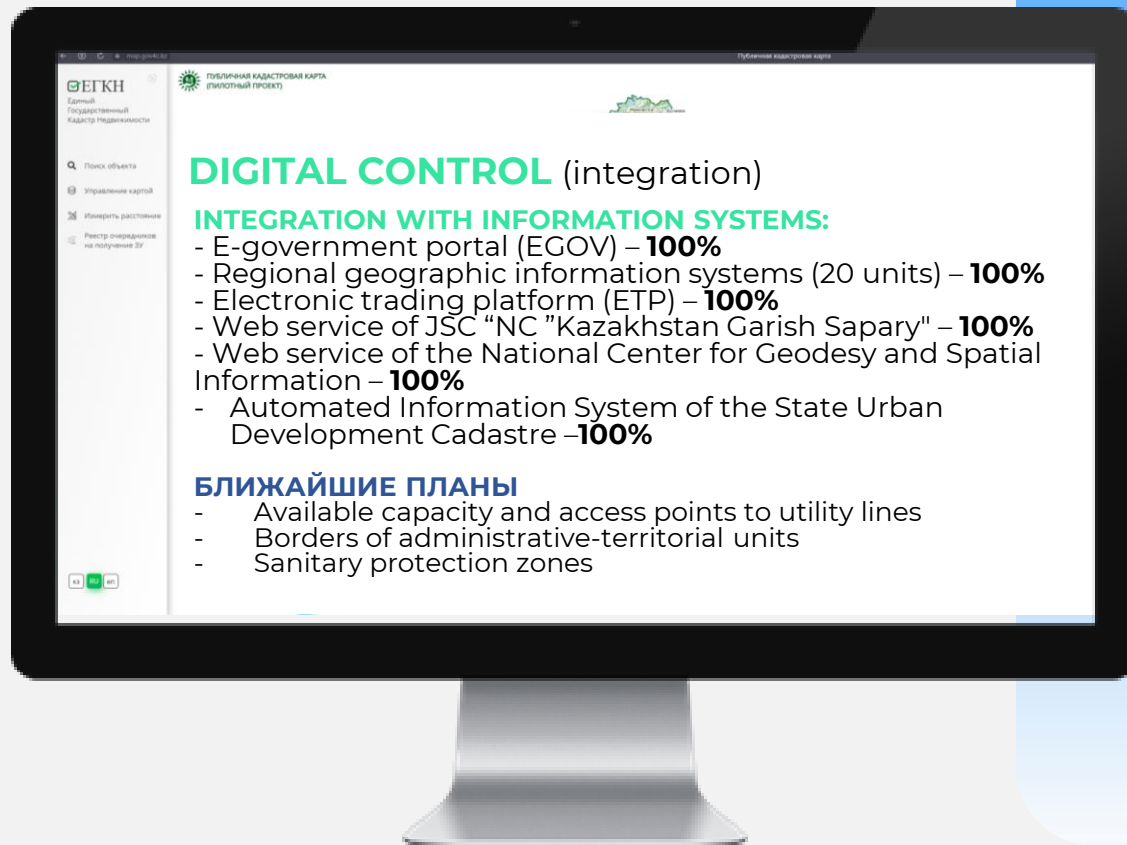 map.gov4c.kz
Публичная кадастровая карта
ЕГКН
Единый
Государственный
Кадастр Недвижимости
ПУБЛИЧНАЯ КАДАСТРОВАЯ КАРТА
(ПИЛОТНЫЙ ПРОЕКТ)
Поиск объекта
Управление картой
Измерить расстояние
Реестр очередников
на получение ЗУ
кз RU en
DIGITAL CONTROL (integration)
INTEGRATION WITH INFORMATION SYSTEMS:
- E-government portal (EGOV) – 100%
- Regional geographic information systems (20 units) – 100%
- Electronic trading platform (ETP) – 100%
- Web service of JSC “NC ”Kazakhstan Garish Sapary" – 100%
- Web service of the National Center for Geodesy and Spatial
Information – 100%
- Automated Information System of the State Urban
Development Cadastre –100%
БЛИЖАЙШИЕ ПЛАНЫ
- Available capacity and access points to utility lines
- Borders of administrative-territorial units
- Sanitary protection zones